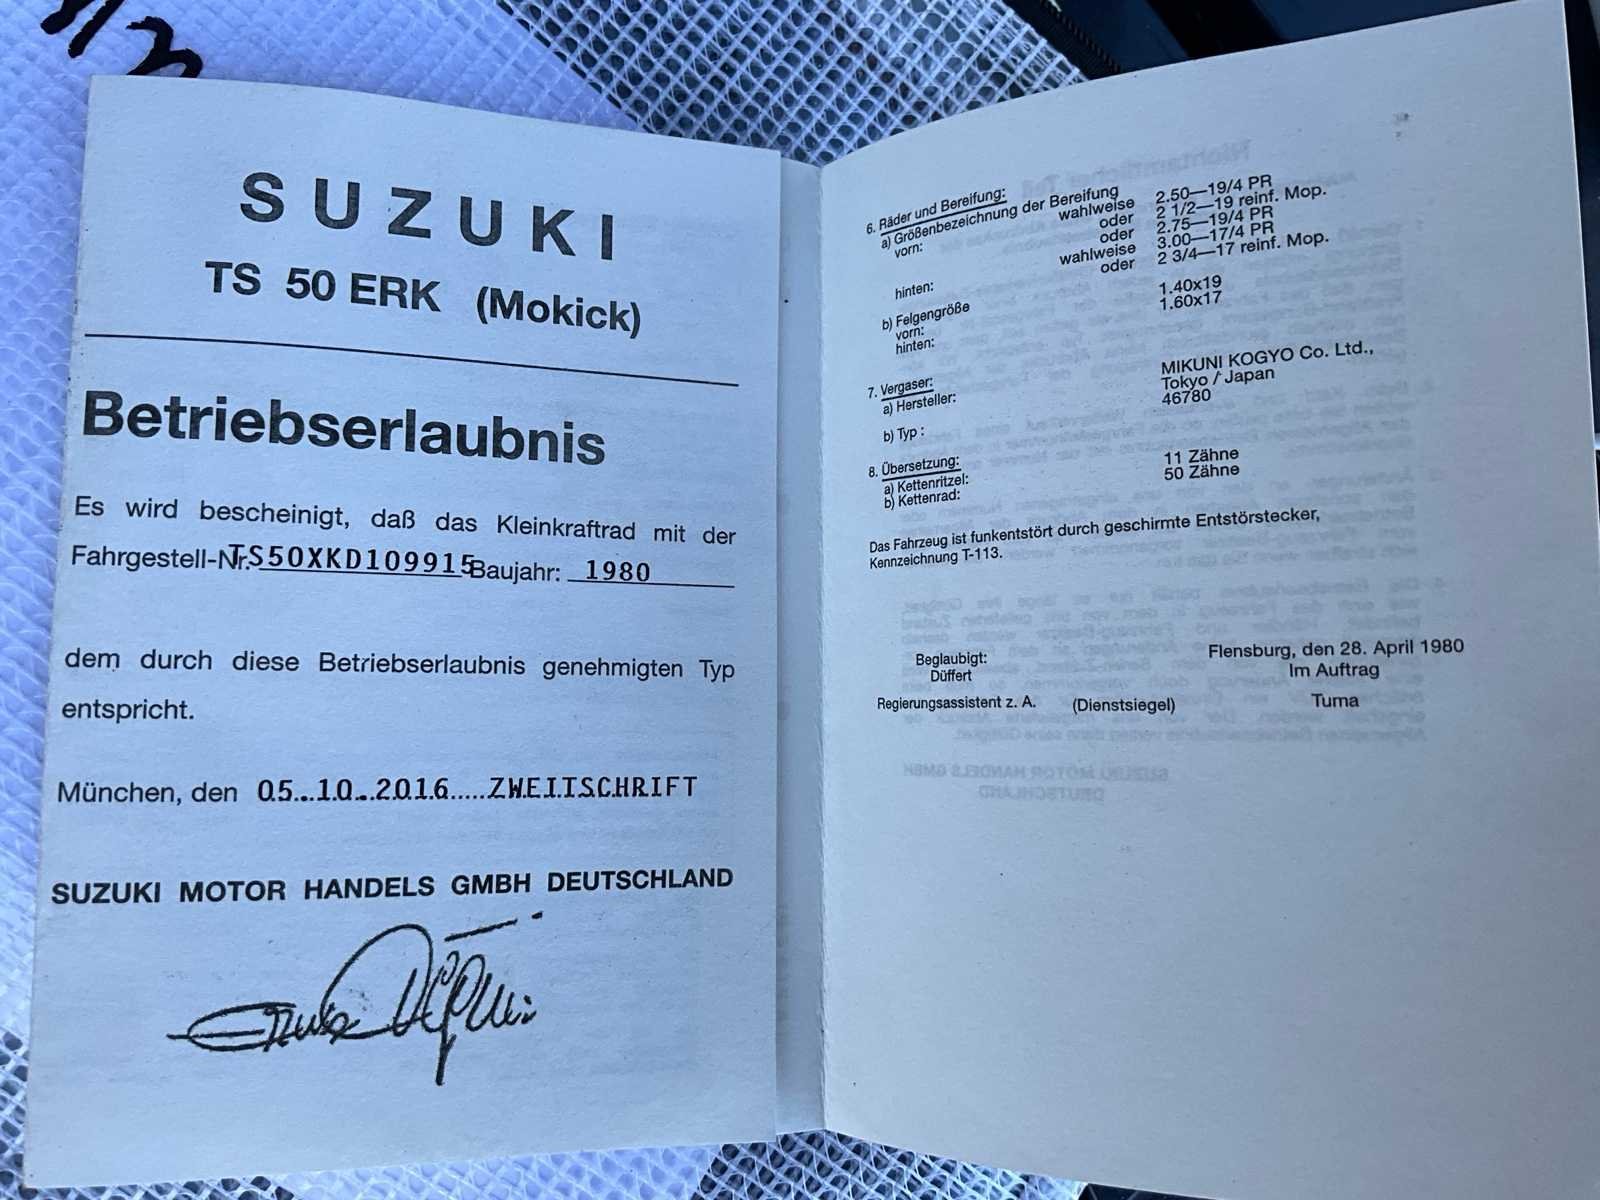 SUZUKI
TS 50 ERK (Mokick)
Betriebserlaubnis
Es wird bescheinigt, daß das Kleinkraftrad mit der
Fahrgestell-Nr. TS50XKD109915 Baujahr: 1980
dem durch diese Betriebserlaubnis genehmigten Typ
entspricht.
München, den 05..10..2016.....ZWEITSCHRIFT
SUZUKI MOTOR HANDELS GMBH DEUTSCHLAND
6. Räder und Bereifung:
a) Größenbezeichnung der Bereifung
vorn: wahlweise 2.50—19/4 PR
oder 2 1/2—19 reinf. Mop.
oder 2.75—19/4 PR
hinten: wahlweise 3.00—17/4 PR
oder 2 3/4—17 reinf. Mop.
b) Felgengröße
vorn: 1.40x19
hinten: 1.60x17
7. Vergaser:
a) Hersteller: MIKUNI KOGYO Co. Ltd.,
Tokyo / Japan
b) Typ : 46780
8. Übersetzung:
a) Kettenritzel: 11 Zähne
b) Kettenrad: 50 Zähne
Das Fahrzeug ist funkentstört durch geschirmte Entstörstecker,
Kennzeichnung T-113.
Flensburg, den 28. April 1980
Beglaubigt: Im Auftrag
Düffert
Regierungsassistent z. A. (Dienstsiegel) Tuma